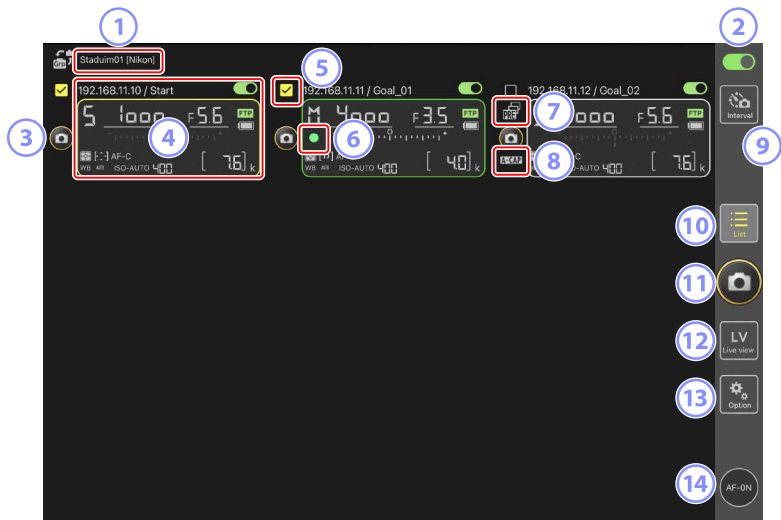 1
2
Grp
Staduim01 [Nikon]
5
192.168.11.10 / Start
192.168.11.11 / Goal_01
192.168.11.12 / Goal_02
Interval
S 1000 F5.6 FTP
M 4000 F3.5 FTP
7
PRE
000 F5.6 FTP
3
4
6
9
AF-C
A-CAP
8
WB ISO-AUTO 400 [7.6] k
WB ISO-AUTO 400 [4.0] k
ISO-AUTO 400 [7.6] k
10
List
11
12
LV
Live view
13
Option
14
AF-ON